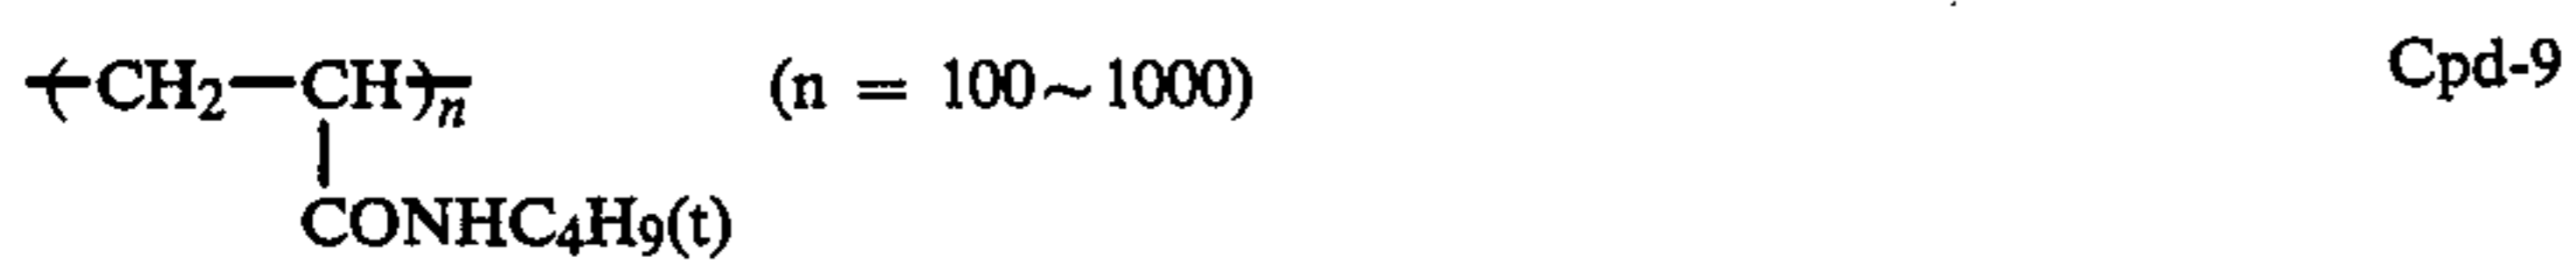 (CH₂—CH)ₙ (n = 100~1000) Cpd-9
CONHC₄H₉(t)